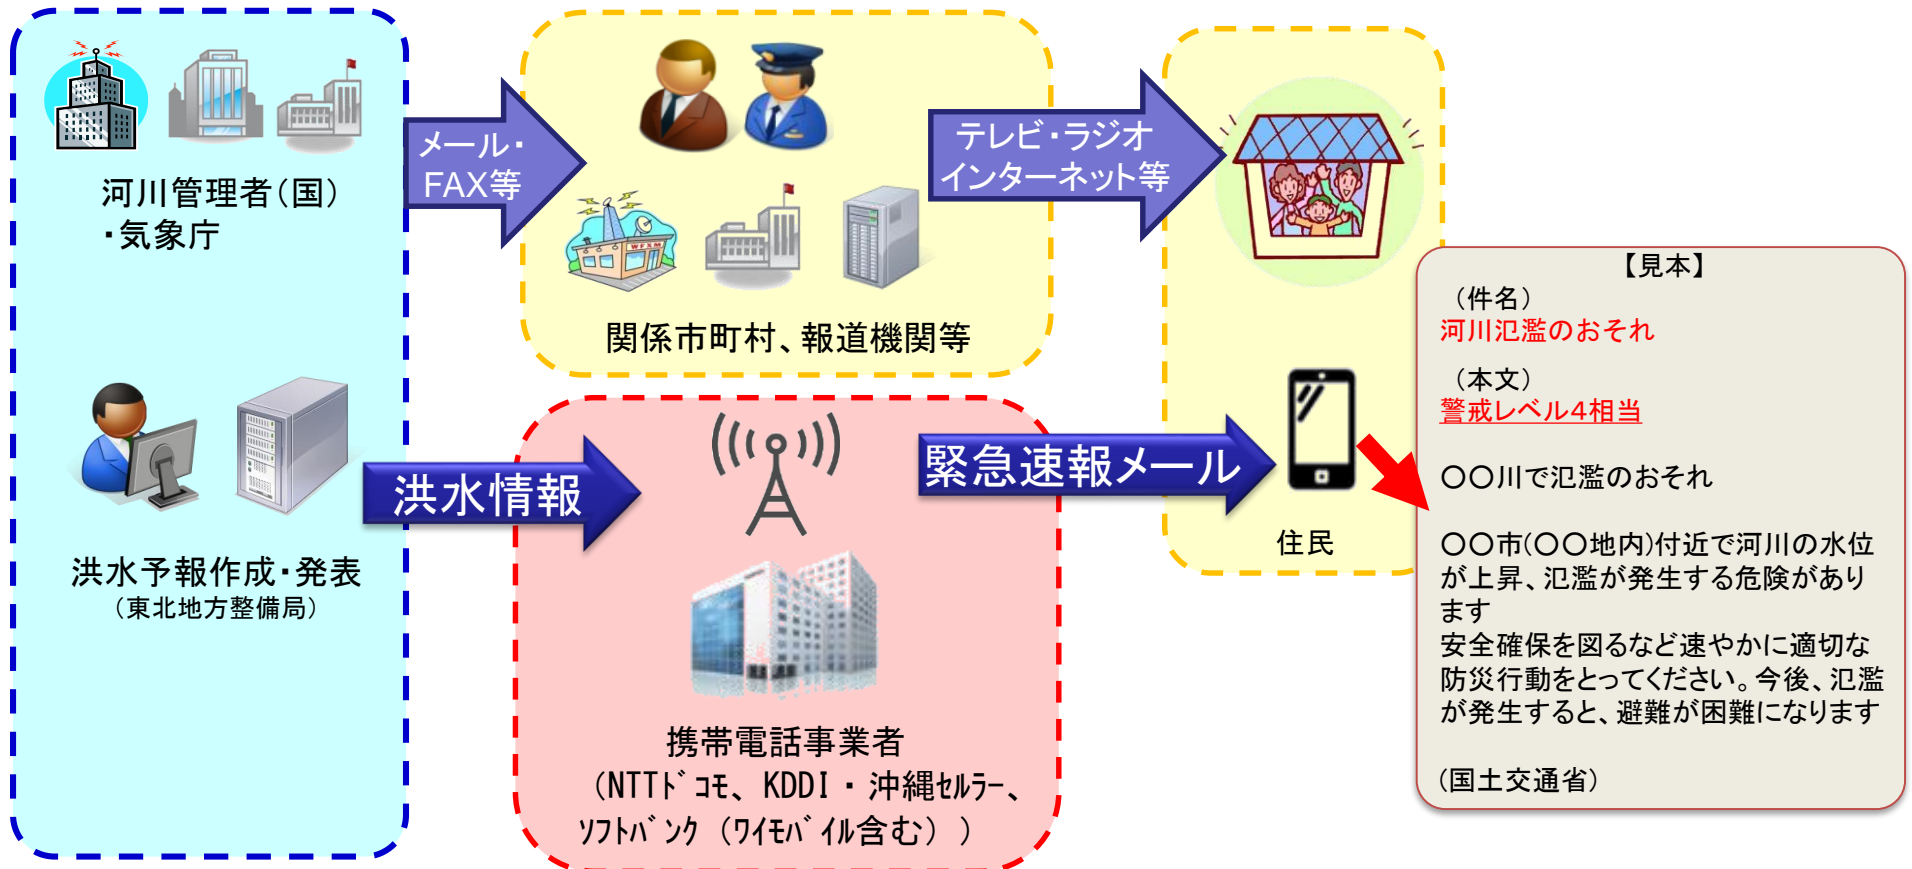 河川管理者(国)
・気象庁
洪水予報作成・発表
(東北地方整備局)
メール・
FAX等
洪水情報
WFXM
関係市町村、報道機関等
携帯電話事業者
(NTTﾄﾞｺﾓ、KDDI・沖縄ｾﾙﾗｰ、
ｿﾌﾄﾊﾞﾝｸ(ﾜｲﾓﾊﾞｲﾙ含む))
テレビ・ラジオ
インターネット等
緊急速報メール
住民
【見本】
(件名)
河川氾濫のおそれ
(本文)
警戒レベル4相当
〇〇川で氾濫のおそれ
〇〇市(〇〇地内)付近で河川の水位
が上昇、氾濫が発生する危険があり
ます
安全確保を図るなど速やかに適切な
防災行動をとってください。今後、氾濫
が発生すると、避難が困難になります
(国土交通省)